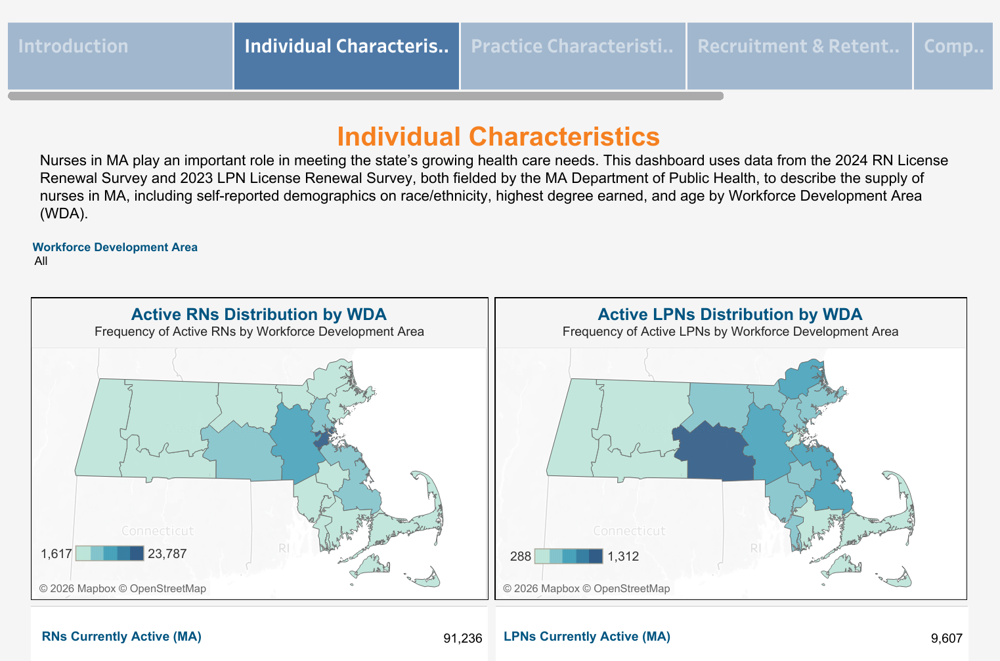 Introduction
Individual Characteris..
Practice Characteristi..
Recruitment & Retent..
Comp..
Individual Characteristics
Nurses in MA play an important role in meeting the state’s growing health care needs. This dashboard uses data from the 2024 RN License
Renewal Survey and 2023 LPN License Renewal Survey, both fielded by the MA Department of Public Health, to describe the supply of
nurses in MA, including self-reported demographics on race/ethnicity, highest degree earned, and age by Workforce Development Area
(WDA).
Workforce Development Area
All
Active RNs Distribution by WDA
Frequency of Active RNs by Workforce Development Area
Connecticut
RI
1,617
23,787
© 2026 Mapbox © OpenStreetMap
Active LPNs Distribution by WDA
Frequency of Active LPNs by Workforce Development Area
Connecticut
RI
288
1,312
© 2026 Mapbox © OpenStreetMap
RNs Currently Active (MA) 91,236
LPNs Currently Active (MA) 9,607